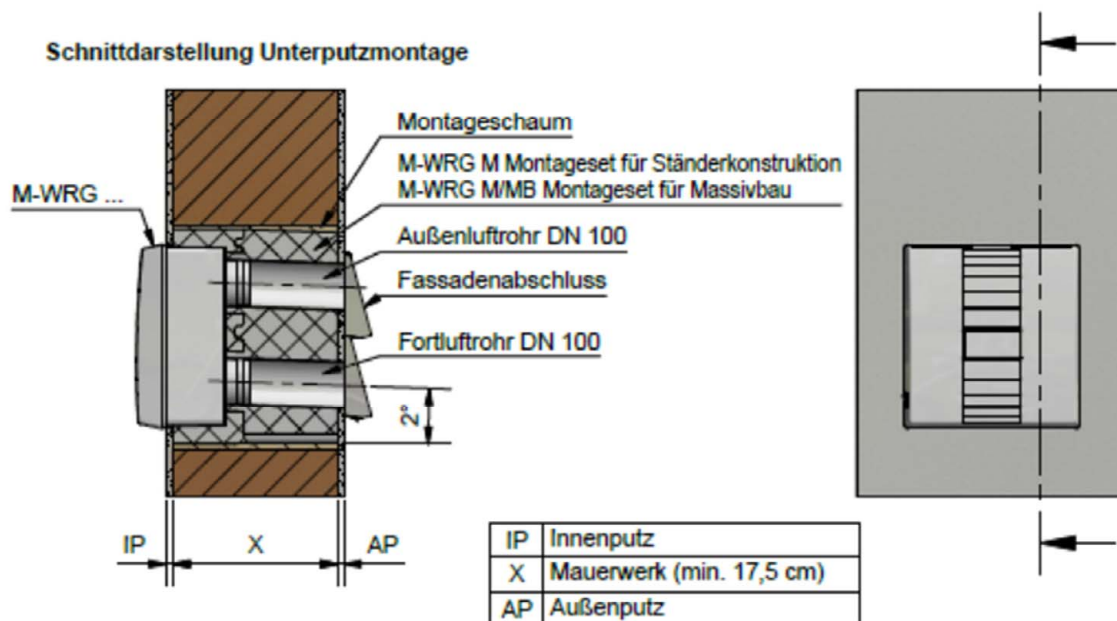 Schnittdarstellung Unterputzmontage
Montageschaum
M-WRG M Montageset für Ständerkonstruktion
M-WRG M/MB Montageset für Massivbau
M-WRG ...
Außenluftrohr DN 100
Fassadenabschluss
Fortluftrohr DN 100
2°
IP X AP
IP Innenputz
X Mauerwerk (min. 17,5 cm)
AP Außenputz